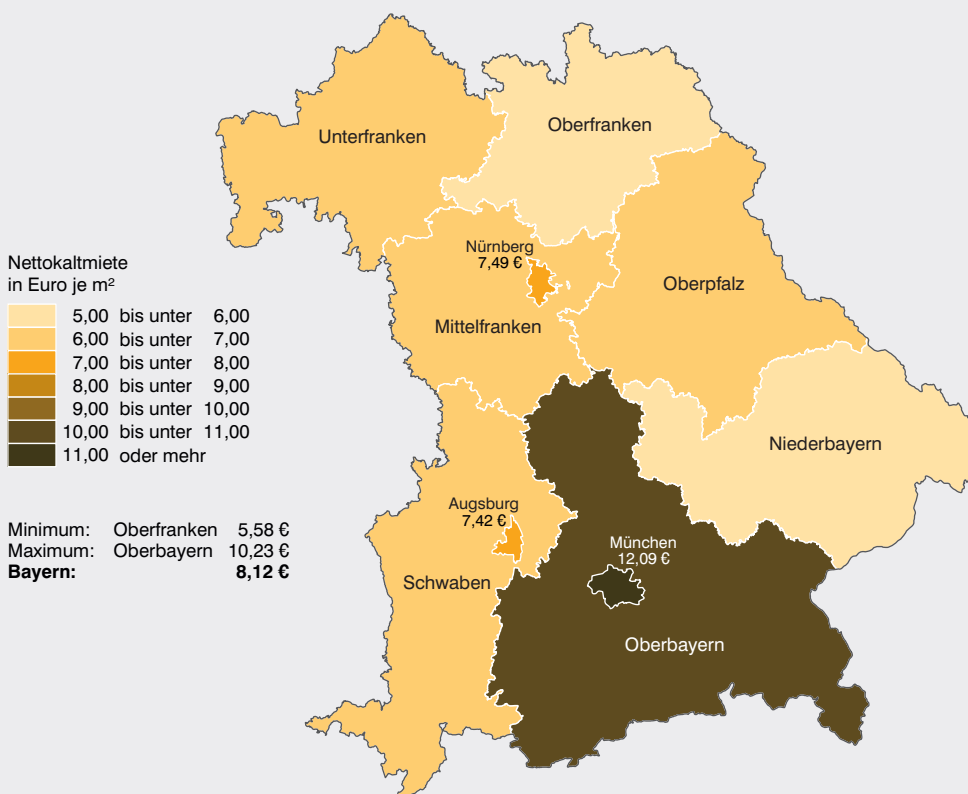 Unterfranken
Oberfranken
Nürnberg
7,49 €
Oberpfalz
Mittelfranken
Nettokaltmiete
in Euro je m²
5,00 bis unter 6,00
6,00 bis unter 7,00
7,00 bis unter 8,00
8,00 bis unter 9,00
9,00 bis unter 10,00
10,00 bis unter 11,00
11,00 oder mehr
Niederbayern
Augsburg
7,42 €
München
12,09 €
Minimum: Oberfranken 5,58 €
Maximum: Oberbayern 10,23 €
Bayern: 8,12 €
Schwaben
Oberbayern